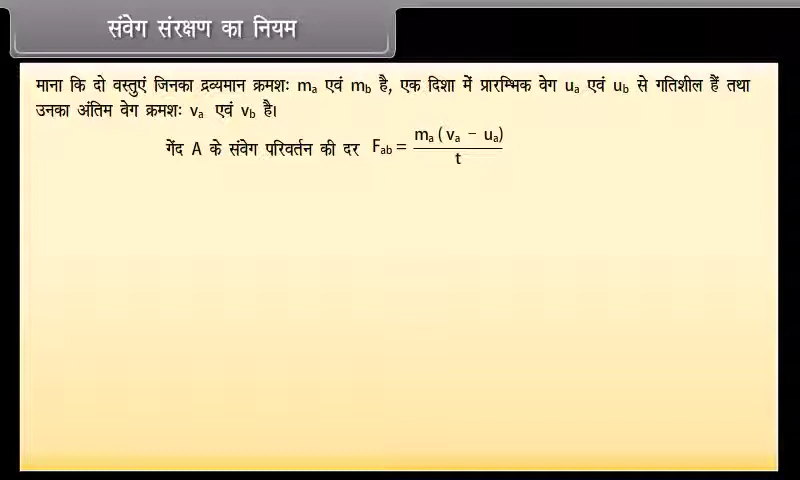 संवेग संरक्षण का नियम
माना कि दो वस्तुएं जिनका द्रव्यमान क्रमशः mₐ एवं m_b है, एक दिशा में प्रारम्भिक वेग uₐ एवं u_b से गतिशील हैं तथा
उनका अंतिम वेग क्रमशः vₐ एवं v_b है।
गेंद A के संवेग परिवर्तन की दर F_ab = mₐ (vₐ − uₐ) / t